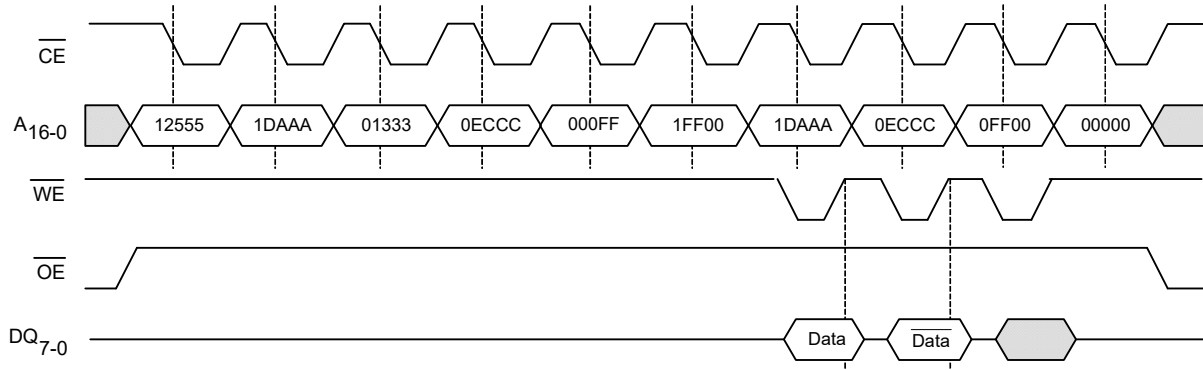 CE
A16-0 12555 1DAAA 01333 0ECCC 000FF 1FF00 1DAAA 0ECCC 0FF00 00000
WE
OE
DQ7-0 Data Data